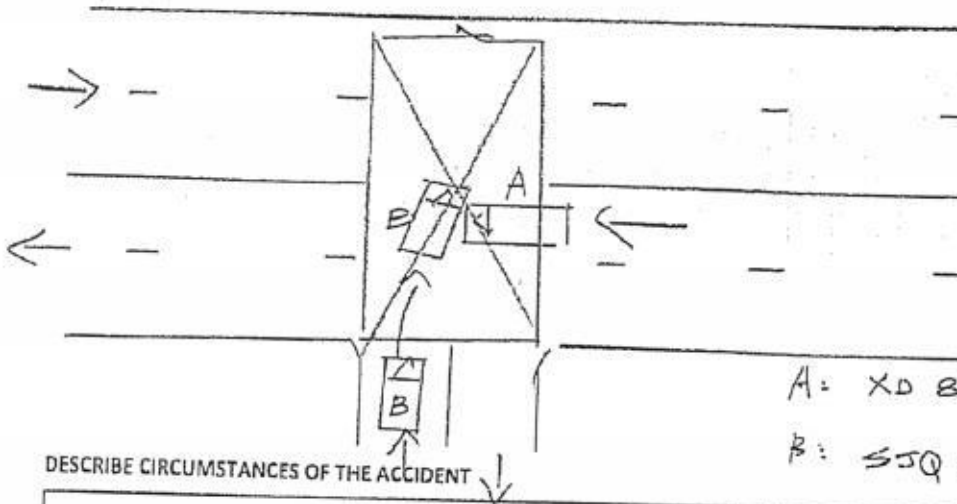 A
B
B
A: XD 8
B: SJQ
DESCRIBE CIRCUMSTANCES OF THE ACCIDENT